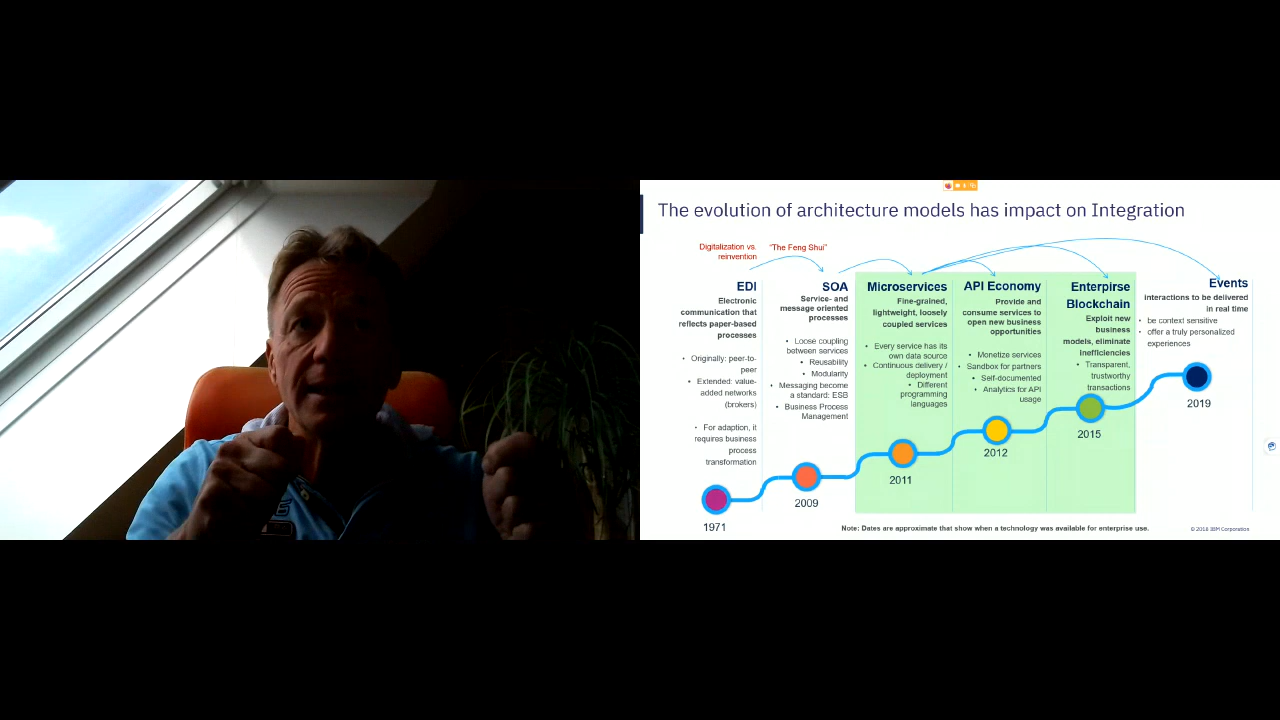 The evolution of architecture models has impact on Integration
Digitalization vs.
reinvention
"The Feng Shui"
EDI
Electronic
communication that
reflects paper-based
processes
• Originally: peer-to-
peer
• Extended: value-
added networks
(brokers)
• For adaption, it
requires business
process
transformation
1971
SOA
Service- and
message oriented
processes
• Loose coupling
between services
• Reusability
• Modularity
• Messaging become
a standard: ESB
• Business Process
Management
2009
Microservices
Fine-grained,
lightweight, loosely
coupled services
• Every service has its
own data source
• Continuous delivery /
deployment
• Different
programming
languages
2011
API Economy
Provide and
consume services to
open new business
opportunities
• Monetize services
• Sandbox for partners
• Self-documented
• Analytics for API
usage
2012
Enterpirse
Blockchain
Exploit new
business
models, eliminate
inefficiencies
• Transparent,
trustworthy
transactions
2015
Events
Interactions to be delivered
in real time
• be context sensitive
• offer a truly personalized
experiences
2019
Note: Dates are approximate that show when a technology was available for enterprise use.
© 2018 IBM Corporation